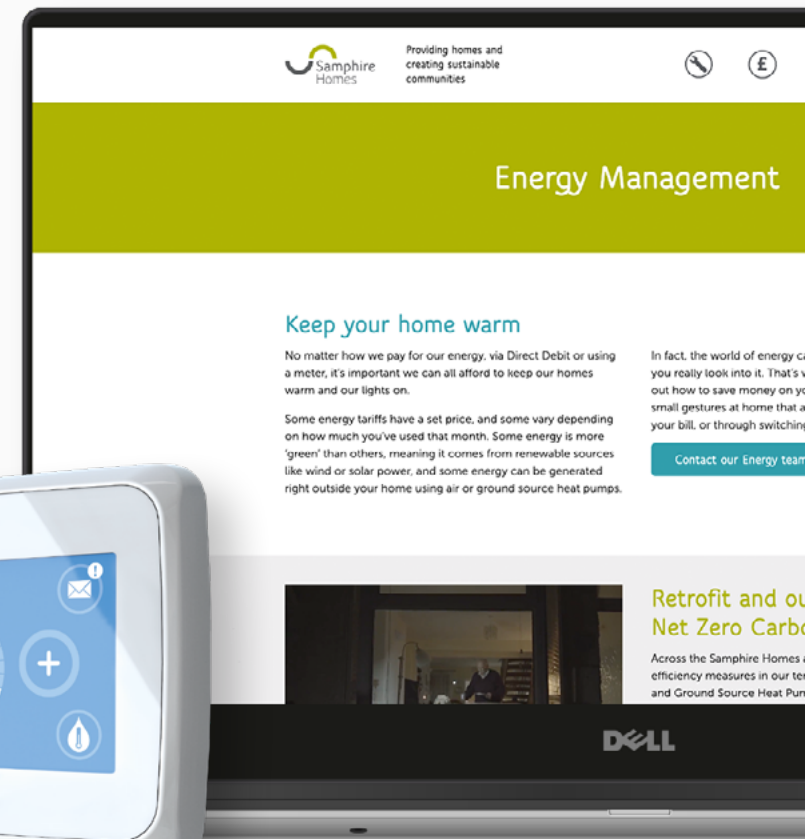 Samphire
Homes
Providing homes and
creating sustainable
communities
£
Energy Management
Keep your home warm
No matter how we pay for our energy, via Direct Debit or using
a meter, it's important we can all afford to keep our homes
warm and our lights on.
Some energy tariffs have a set price, and some vary depending
on how much you've used that month. Some energy is more
'green' than others, meaning it comes from renewable sources
like wind or solar power, and some energy can be generated
right outside your home using air or ground source heat pumps.
In fact, the world of energy
you really look into it. That's
out how to save money on
small gestures at home that
your bill, or through
Contact our Energy team
Retrofit and
Net Zero
Across the Samphire Homes
efficiency measures in our
and Ground Source Heat
!
+
DELL